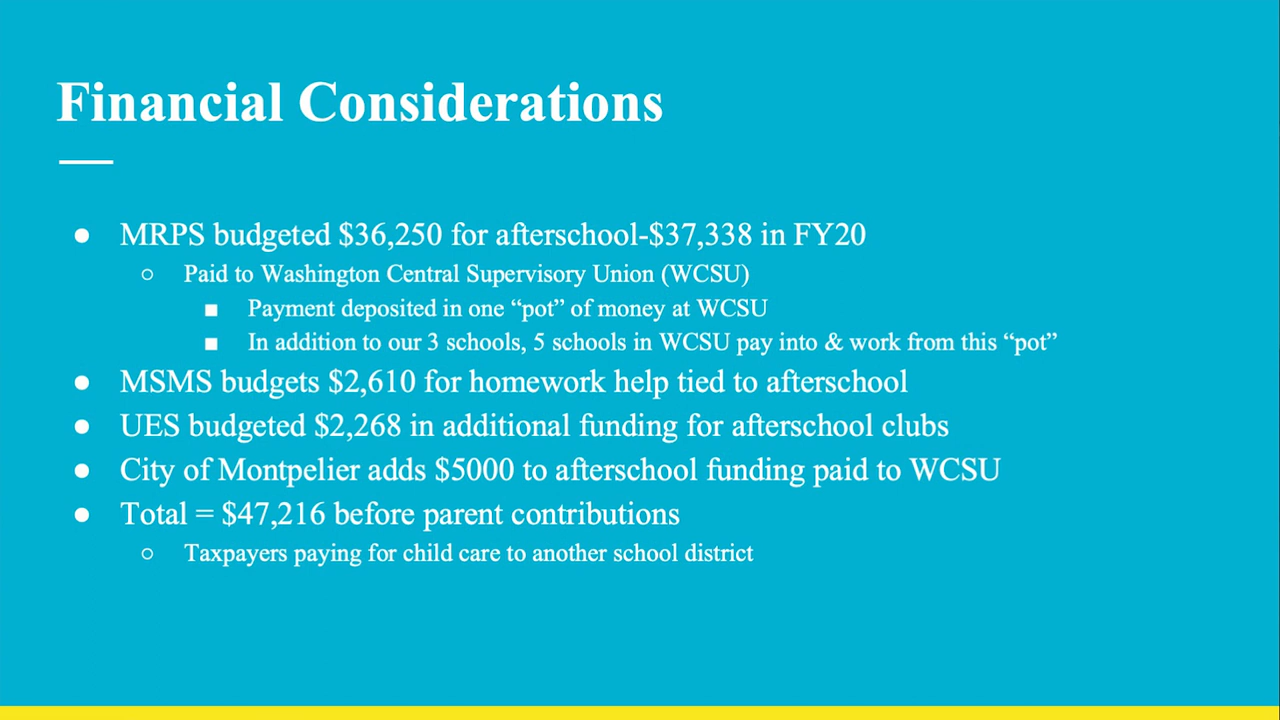 Financial Considerations
● MRPS budgeted $36,250 for afterschool-$37,338 in FY20
○ Paid to Washington Central Supervisory Union (WCSU)
■ Payment deposited in one “pot” of money at WCSU
■ In addition to our 3 schools, 5 schools in WCSU pay into & work from this “pot”
● MSMS budgets $2,610 for homework help tied to afterschool
● UES budgeted $2,268 in additional funding for afterschool clubs
● City of Montpelier adds $5000 to afterschool funding paid to WCSU
● Total = $47,216 before parent contributions
○ Taxpayers paying for child care to another school district